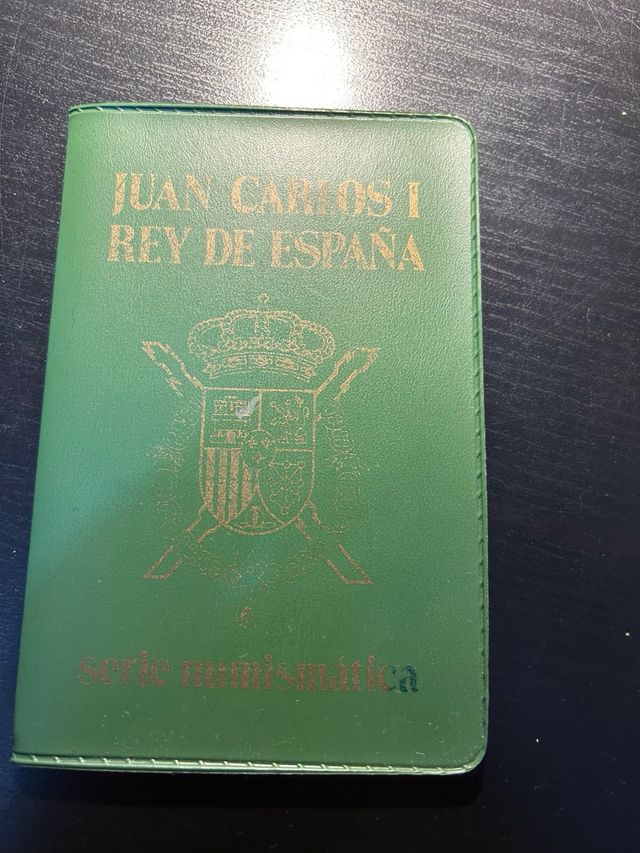 JUAN CARLOS I
REY DE ESPAÑA
serie numismática